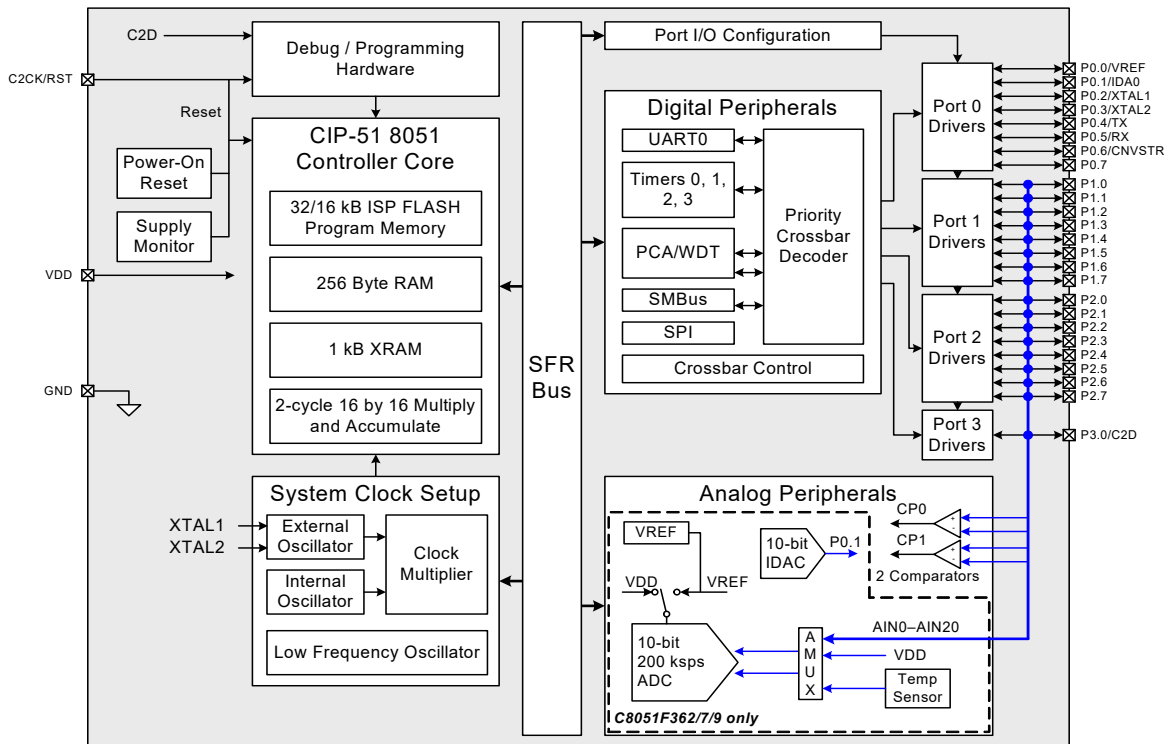 C2D
C2CK/RST
Reset
Power-On
Reset
Supply
Monitor
VDD
GND
Debug / Programming
Hardware
CIP-51 8051
Controller Core
32/16 kB ISP FLASH
Program Memory
256 Byte RAM
1 kB XRAM
2-cycle 16 by 16 Multiply
and Accumulate
System Clock Setup
XTAL1
XTAL2
External
Oscillator
Internal
Oscillator
Clock
Multiplier
Low Frequency Oscillator
SFR
Bus
Port I/O Configuration
Digital Peripherals
UART0
Timers 0, 1,
2, 3
PCA/WDT
SMBus
SPI
Priority
Crossbar
Decoder
Crossbar Control
Port 0
Drivers
Port 1
Drivers
Port 2
Drivers
Port 3
Drivers
P0.0/VREF
P0.1/IDA0
P0.2/XTAL1
P0.3/XTAL2
P0.4/TX
P0.5/RX
P0.6/CNVSTR
P0.7
P1.0
P1.1
P1.2
P1.3
P1.4
P1.5
P1.6
P1.7
P2.0
P2.1
P2.2
P2.3
P2.4
P2.5
P2.6
P2.7
P3.0/C2D
Analog Peripherals
VREF
VDD
VREF
10-bit
IDAC
P0.1
CP0
+
-
CP1
+
-
2 Comparators
10-bit
200 ksps
ADC
A
M
U
X
AIN0–AIN20
VDD
Temp
Sensor
C8051F362/7/9 only